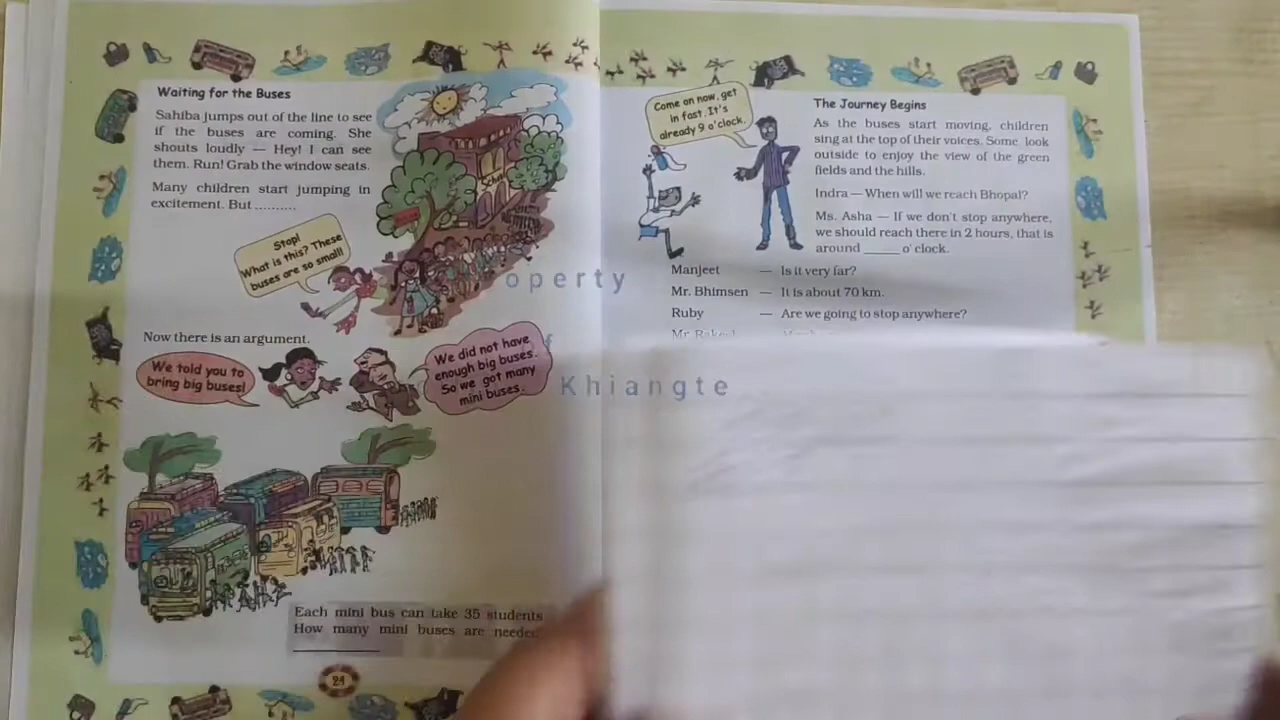 Waiting for the Buses
Sahiba jumps out of the line to see
if the buses are coming. She
shouts loudly — Hey! I can see
them. Run! Grab the window seats.
Many children start jumping in
excitement. But ..........
School
Stop!
What is this? These
buses are so small!
Now there is an argument.
We told you to
bring big buses!
We did not have
enough big buses.
So we got many
mini buses.
Each mini bus can take 35 students
How many mini buses are needed
24
Come on now, get
in fast. It's
already 9 o'clock.
The Journey Begins
As the buses start moving, children
sing at the top of their voices. Some look
outside to enjoy the view of the green
fields and the hills.
Indra — When will we reach Bhopal?
Ms. Asha — If we don't stop anywhere,
we should reach there in 2 hours, that is
around _____ o' clock.
Manjeet — Is it very far?
Mr. Bhimsen — It is about 70 km.
Ruby — Are we going to stop anywhere?
operty
Khiangte